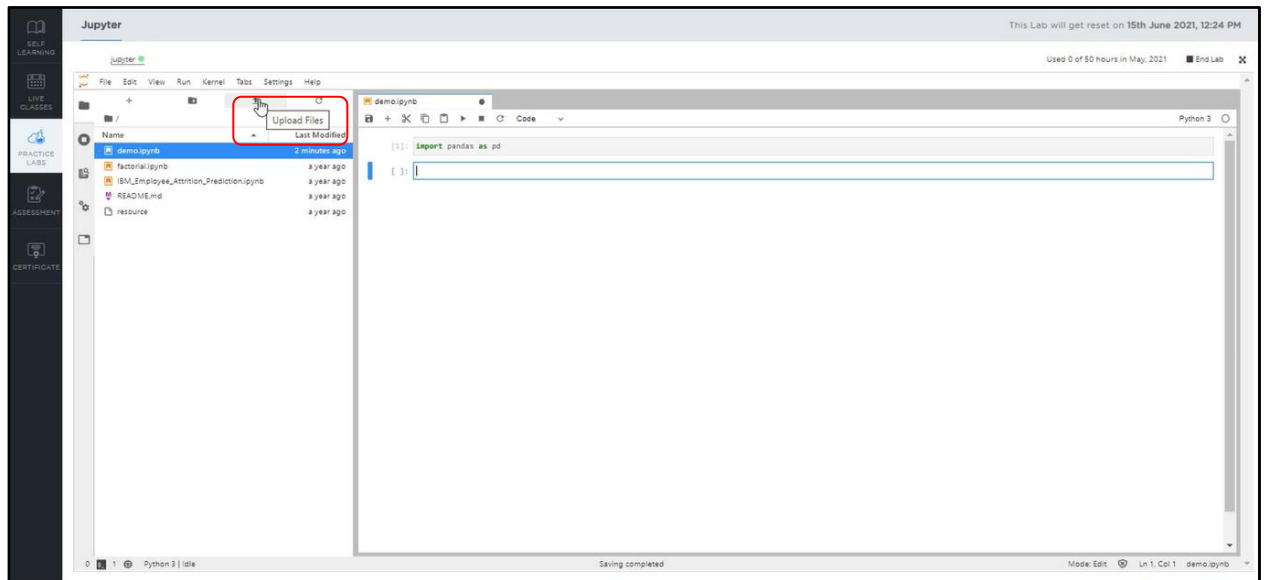 Jupyter
This Lab will get reset on 15th June 2021, 12:24 PM
SELF
LEARNING
LIVE
CLASSES
PRACTICE
LABS
ASSESSMENT
CERTIFICATE
jupyter
Used 0 of 50 hours in May, 2021 End Lab
File Edit View Run Kernel Tabs Settings Help
Upload Files
/
Name Last Modified
demo.ipynb 2 minutes ago
factorial.ipynb a year ago
IBM_Employee_Attrition_Prediction.ipynb a year ago
README.md a year ago
resource a year ago
demo.ipynb
Code Python 3
[1]: import pandas as pd
[ ]:
0 1 Python 3 | Idle Saving completed Mode: Edit Ln 1, Col 1 demo.ipynb